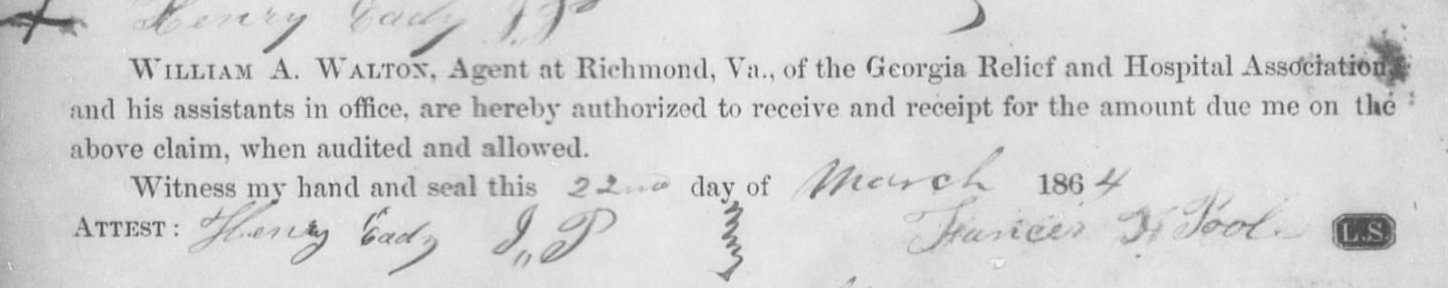 Henry Cady J.P.
WILLIAM A. WALTON, Agent at Richmond, Va., of the Georgia Relief and Hospital Association,
and his assistants in office, are hereby authorized to receive and receipt for the amount due me on the
above claim, when audited and allowed.
Witness my hand and seal this 22nd day of March 1864
ATTEST: Henry Cady J.P. Frances H Pool L.S.